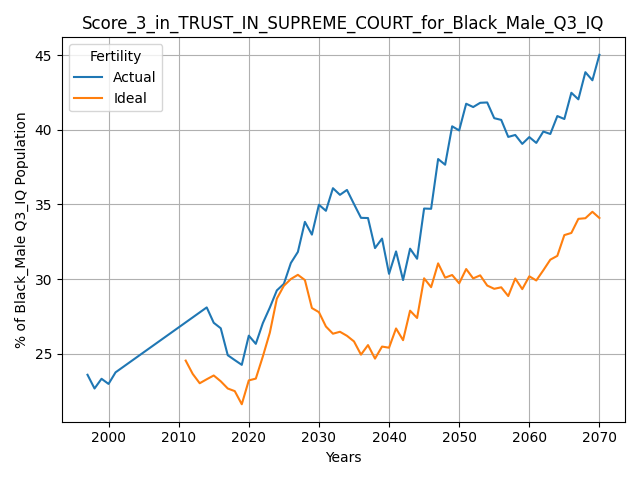 Score_3_in_TRUST_IN_SUPREME_COURT_for_Black_Male_Q3_IQ
Fertility
Actual
Ideal
% of Black_Male Q3_IQ Population
45
40
35
30
25
2000 2010 2020 2030 2040 2050 2060 2070
Years